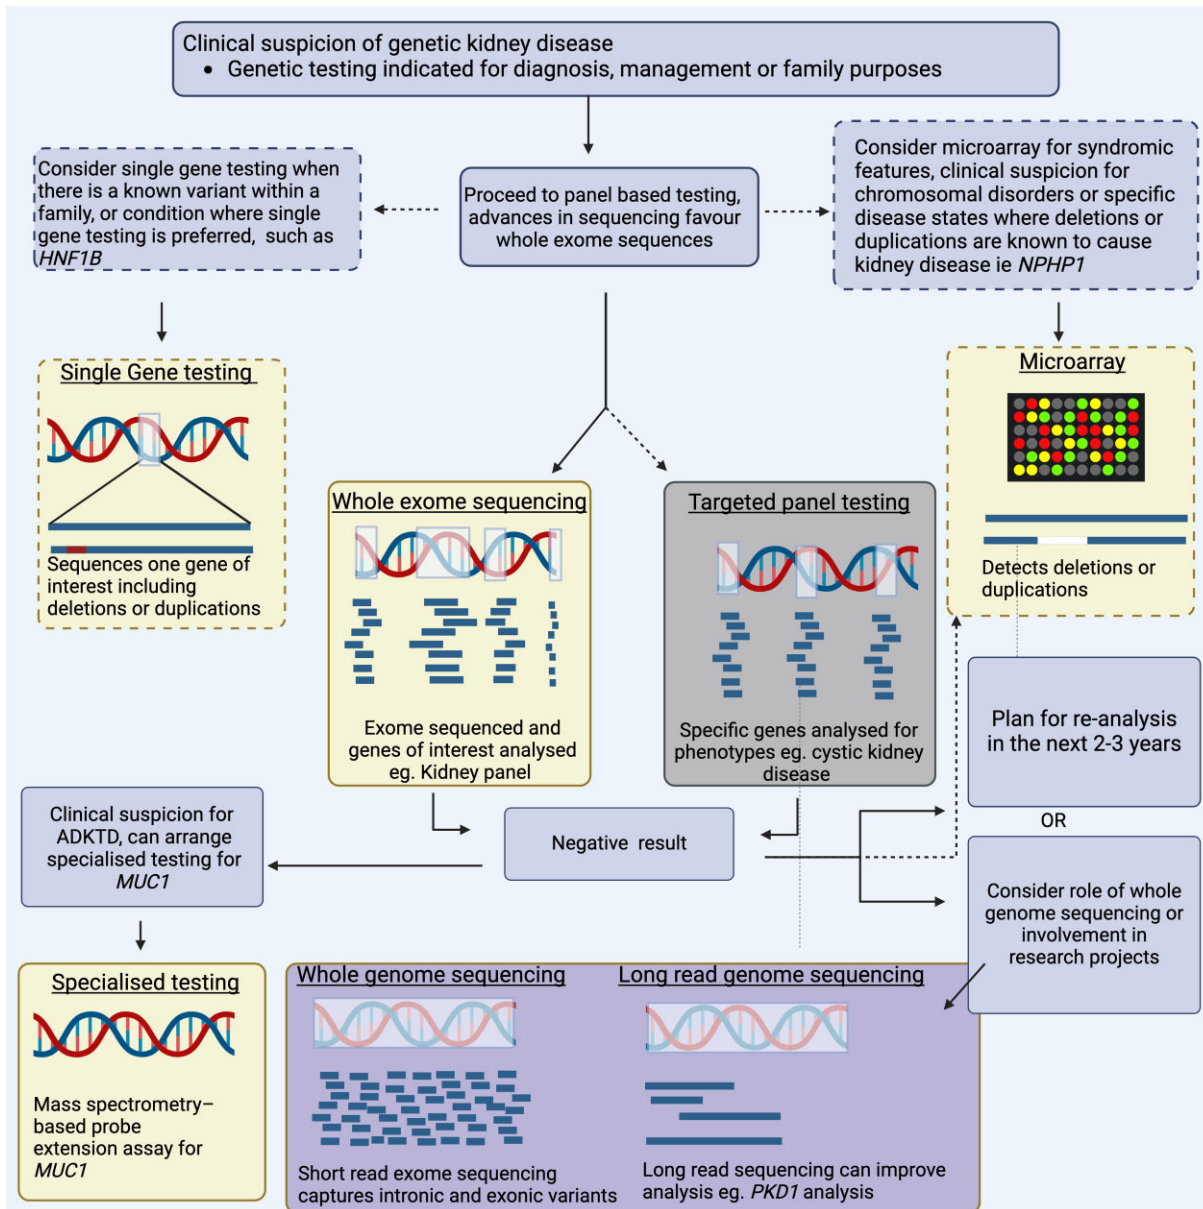 Clinical suspicion of genetic kidney disease
• Genetic testing indicated for diagnosis, management or family purposes
Consider single gene testing when
there is a known variant within a
family, or condition where single
gene testing is preferred, such as
HNF1B
Proceed to panel based testing,
advances in sequencing favour
whole exome sequences
Consider microarray for syndromic
features, clinical suspicion for
chromosomal disorders or specific
disease states where deletions or
duplications are known to cause
kidney disease ie NPHP1
Single Gene testing
Sequences one gene of
interest including
deletions or duplications
Microarray
Detects deletions or
duplications
Whole exome sequencing
Exome sequenced and
genes of interest analysed
eg. Kidney panel
Targeted panel testing
Specific genes analysed for
phenotypes eg. cystic kidney
disease
Plan for re-analysis
in the next 2-3 years
OR
Clinical suspicion for
ADKTD, can arrange
specialised testing for
MUC1
Negative result
Consider role of whole
genome sequencing or
involvement in
research projects
Specialised testing
Mass spectrometry–
based probe
extension assay for
MUC1
Whole genome sequencing
Short read exome sequencing
captures intronic and exonic variants
Long read genome sequencing
Long read sequencing can improve
analysis eg. PKD1 analysis